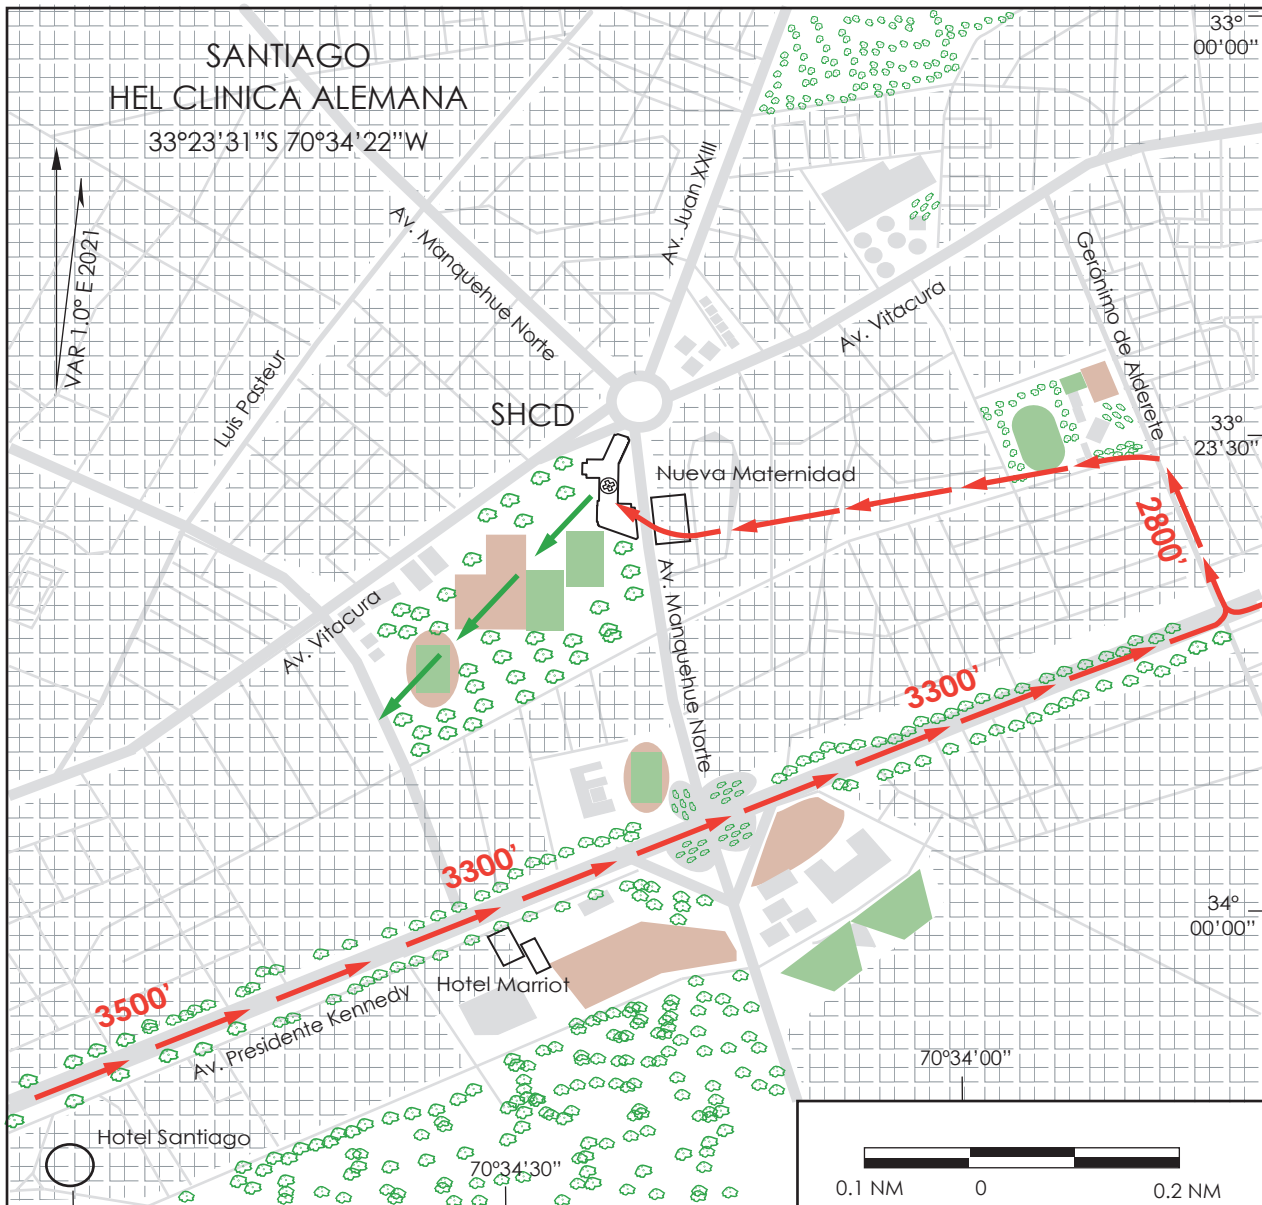 SANTIAGO
HEL CLINICA ALEMANA
33°23'31"S 70°34'22"W
33°
00'00"
VAR 1.0° E 2021
Av. Manquehue Norte
Av. Juan XXIII
Av. Vitacura
Gerónimo de Alderete
Luis Pasteur
SHCD
33°
23'30"
Nueva Maternidad
2800'
Av. Vitacura
Av. Manquehue Norte
3300'
3300'
34°
00'00"
Hotel Marriot
3500'
Av. Presidente Kennedy
70°34'00"
Hotel Santiago
70°34'30"
0.1 NM 0 0.2 NM